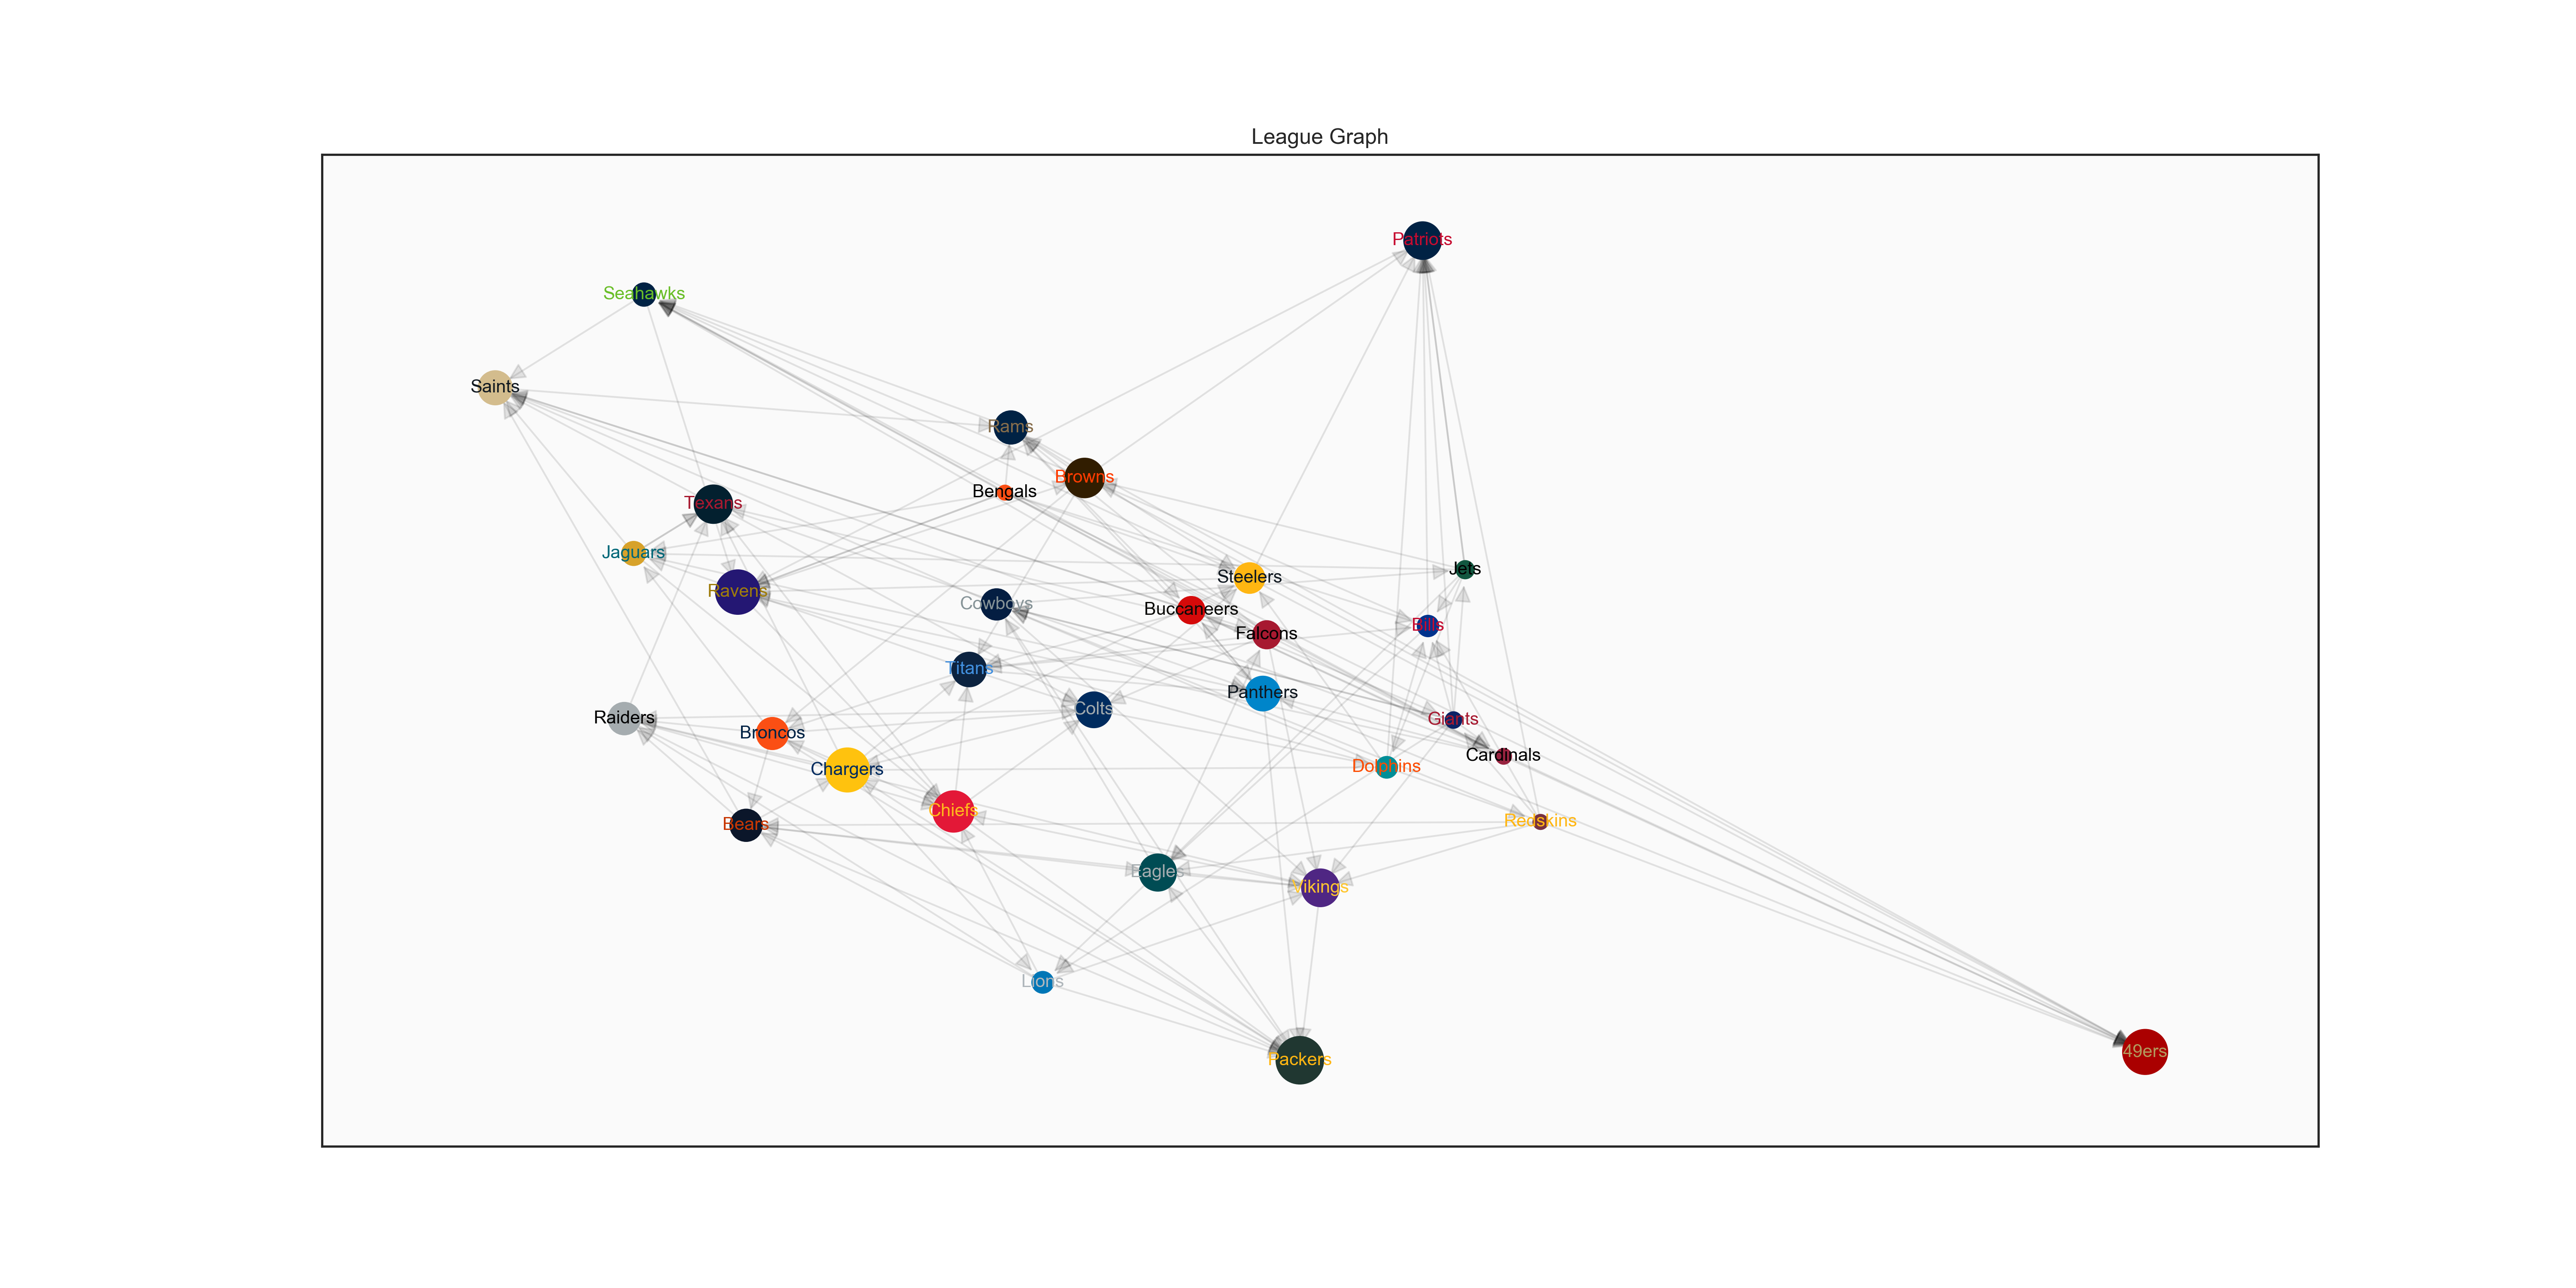 League Graph
Patriots
Seahawks
Saints
Rams
Browns
Bengals
Texans
Jaguars
Ravens
Steelers
Jets
Cowboys
Buccaneers
Bills
Falcons
Titans
Panthers
Colts
Raiders
Giants
Broncos
Cardinals
Chargers
Dolphins
Chiefs
Bears
Redskins
Eagles
Vikings
Lions
49ers
Packers